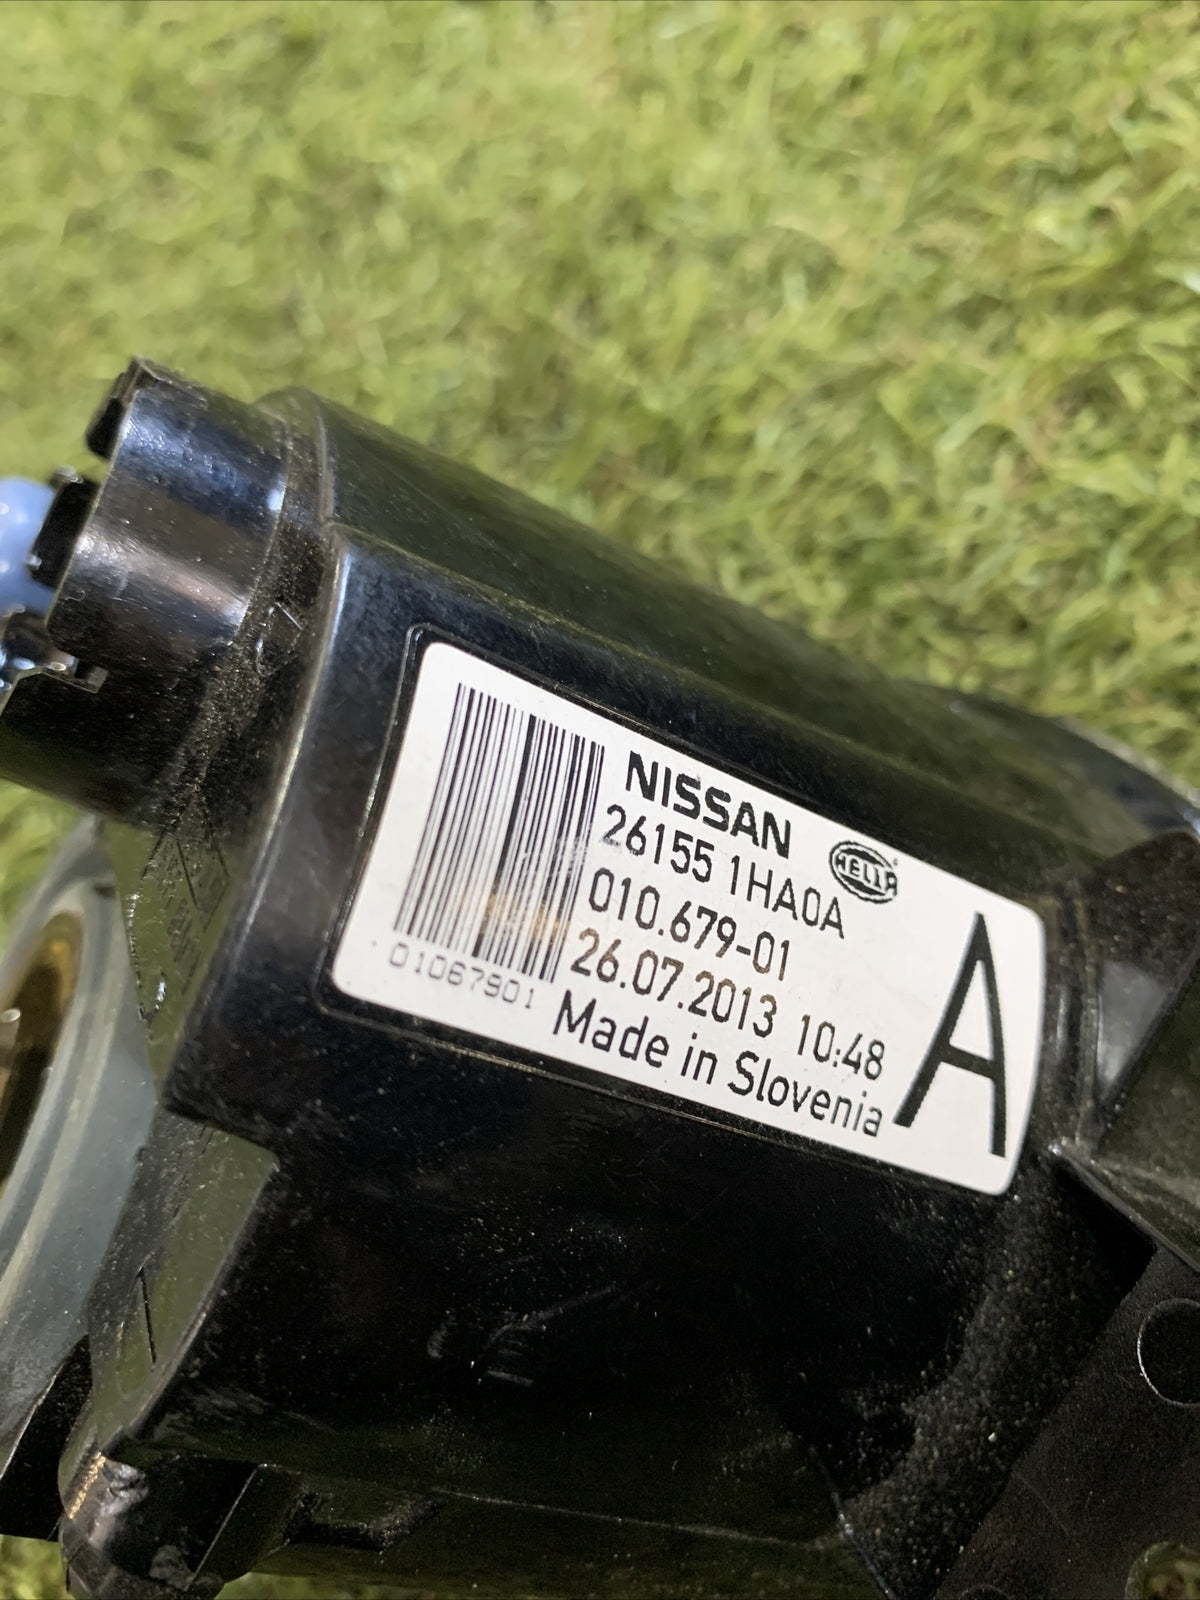 NISSAN
HELLA
26155 1HA0A
010.679-01
26.07.2013 10:48
Made in Slovenia
A
01067901